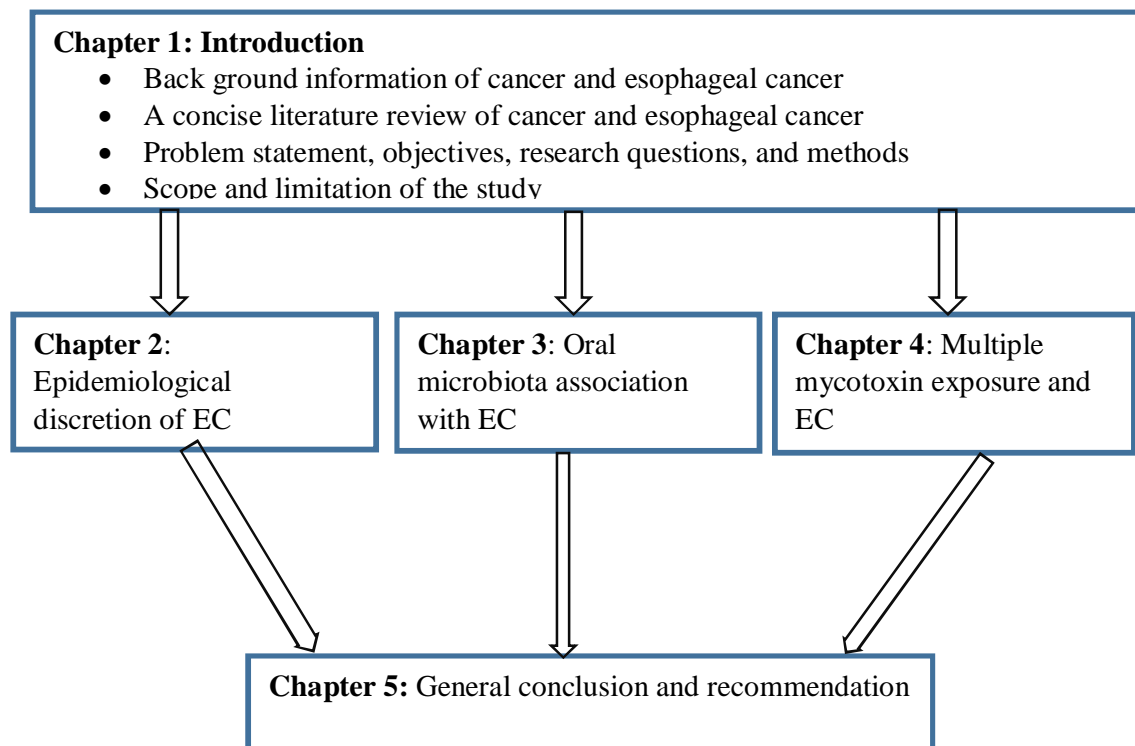 Chapter 1: Introduction
• Back ground information of cancer and esophageal cancer
• A concise literature review of cancer and esophageal cancer
• Problem statement, objectives, research questions, and methods
• Scope and limitation of the study
Chapter 2:
Epidemiological
discretion of EC
Chapter 3: Oral
microbiota association
with EC
Chapter 4: Multiple
mycotoxin exposure and
EC
Chapter 5: General conclusion and recommendation